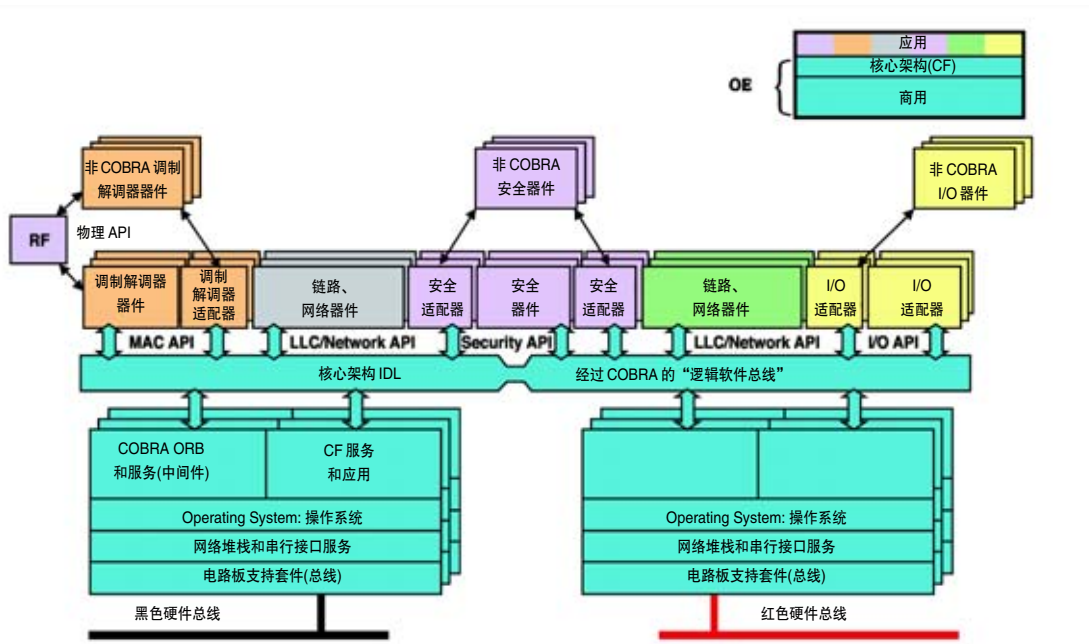 应用
核心架构(CF)
OE
商用
非 COBRA 调制
解调器器件
非 COBRA
安全器件
非 COBRA
I/O 器件
RF
物理 API
调制解调器
器件
调制
解调器
适配器
链路、
网络器件
安全
适配器
安全
器件
安全
适配器
链路、
网络器件
I/O
适配器
I/O
适配器
MAC API
LLC/Network API
Security API
LLC/Network API
I/O API
核心架构 IDL
经过 COBRA 的“逻辑软件总线”
COBRA ORB
和服务(中间件)
CF 服务
和应用
Operating System: 操作系统
网络堆栈和串行接口服务
电路板支持套件(总线)
Operating System: 操作系统
网络堆栈和串行接口服务
电路板支持套件(总线)
黑色硬件总线
红色硬件总线